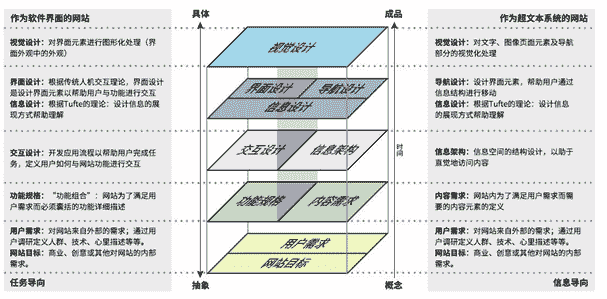 作为软件界面的网站
具体
成品
作为超文本系统的网站
视觉设计：对界面元素进行图形化处理（界
面外观中的外观）
视觉设计
视觉设计：对文字、图像页面元素及导航
部分的视觉化处理
界面设计：根据传统人机交互理论，界面设计
是设计界面元素以帮助用户与功能进行交互
信息设计：根据Tufte的理论：设计信息的展
现方式帮助理解
界面设计
导航设计
信息设计
导航设计：设计界面元素，帮助用户通过
信息结构进行移动
信息设计：根据Tufte的理论：设计信息
的展现方式帮助理解
交互设计：开发应用流程以帮助用户完成任
务，定义用户如何与网站功能进行交互
交互设计
信息架构
时间
信息架构：信息空间的结构设计，以助于
直觉地访问内容
功能规格：“功能组合”：网站为了满足用
户需求而必须囊括的功能详细描述
功能规格
内容需求
内容需求：网站内为了满足用户需求而需
要的内容元素的定义
用户需求：对网站来自外部的需求；通过用
户调研定义人群、技术、心里描述等等。
网站目标：商业、创意或其他对网站的内部
需求。
用户需求
网站目标
用户需求：对网站来自外部的需求；通过
用户调研定义人群、技术、心里描述等等。
网站目标：商业、创意或其他对网站的内
部需求。
任务导向
抽象
概念
信息导向